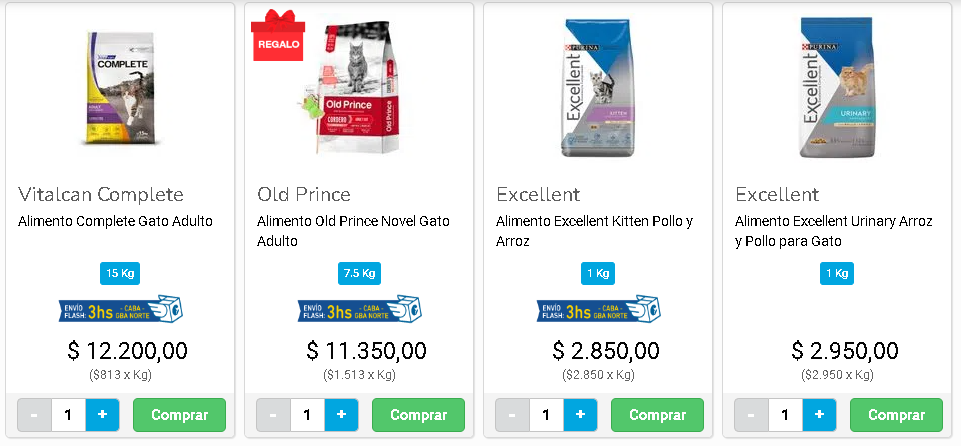 COMPLETE
Vitalcan Complete
Alimento Complete Gato Adulto
15 Kg
ENVÍO
FLASH: 3hs - CABA -
GBA NORTE
$ 12.200,00
($813 x Kg)
- 1 + Comprar
REGALO
Old Prince
Old Prince
CORDERO
Old Prince
Alimento Old Prince Novel Gato
Adulto
7.5 Kg
ENVÍO
FLASH: 3hs - CABA -
GBA NORTE
$ 11.350,00
($1.513 x Kg)
- 1 + Comprar
PURINA
Excellent
KITTEN
Excellent
Alimento Excellent Kitten Pollo y
Arroz
1 Kg
ENVÍO
FLASH: 3hs - CABA -
GBA NORTE
$ 2.850,00
($2.850 x Kg)
- 1 + Comprar
PURINA
Excellent
URINARY
Excellent
Alimento Excellent Urinary Arroz
y Pollo para Gato
1 Kg
$ 2.950,00
($2.950 x Kg)
- 1 + Comprar